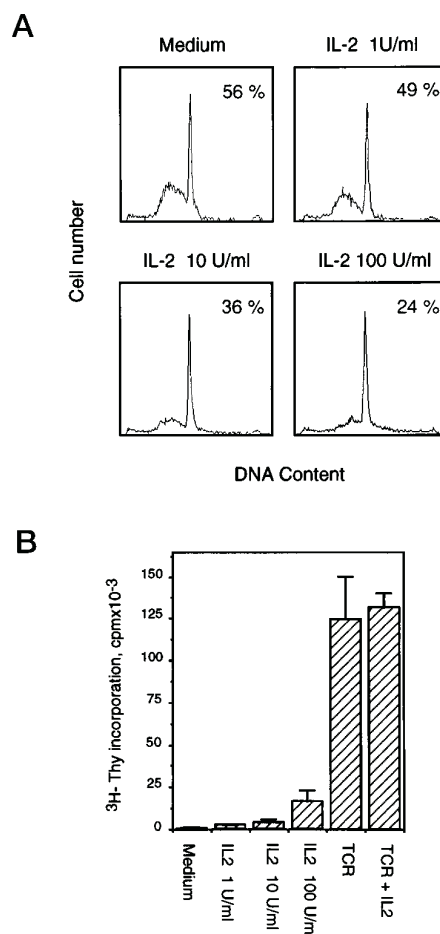 A
Medium
IL-2 1U/ml
56 %
49 %
Cell number
IL-2 10 U/ml
IL-2 100 U/ml
36 %
24 %
DNA Content
B
3H- Thy incorporation, cpmx10-3
150
125
100
75
50
25
0
Medium
IL2 1 U/ml
IL2 10 U/ml
IL2 100 U/m
TCR
TCR + IL2